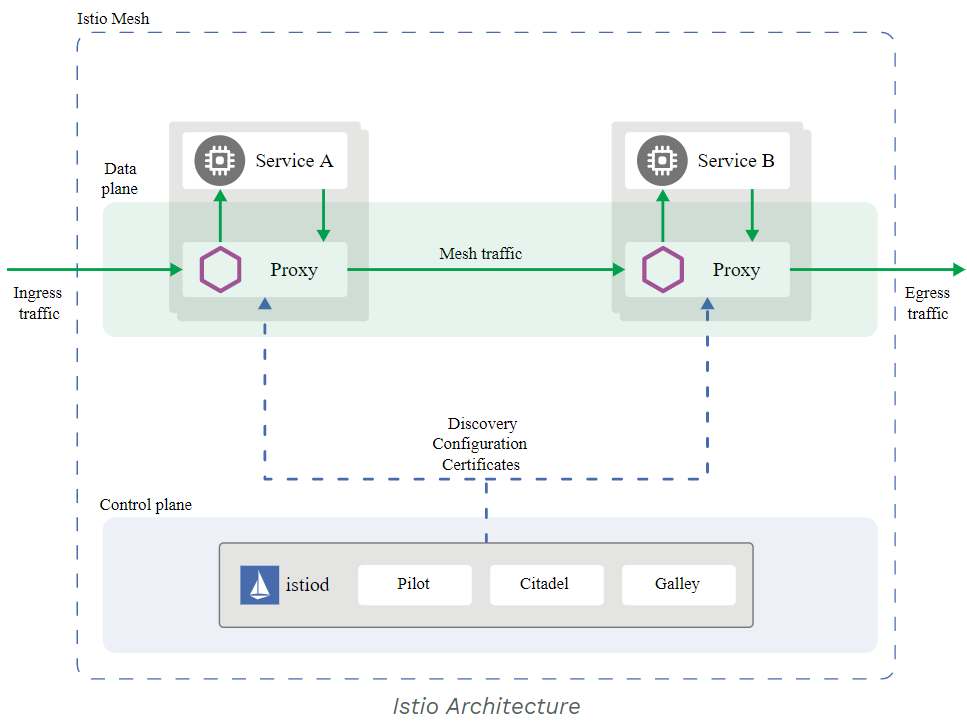 Istio Mesh
Service A
Service B
Data
plane
Proxy
Mesh traffic
Proxy
Ingress
traffic
Egress
traffic
Discovery
Configuration
Certificates
Control plane
istiod
Pilot
Citadel
Galley
Istio Architecture